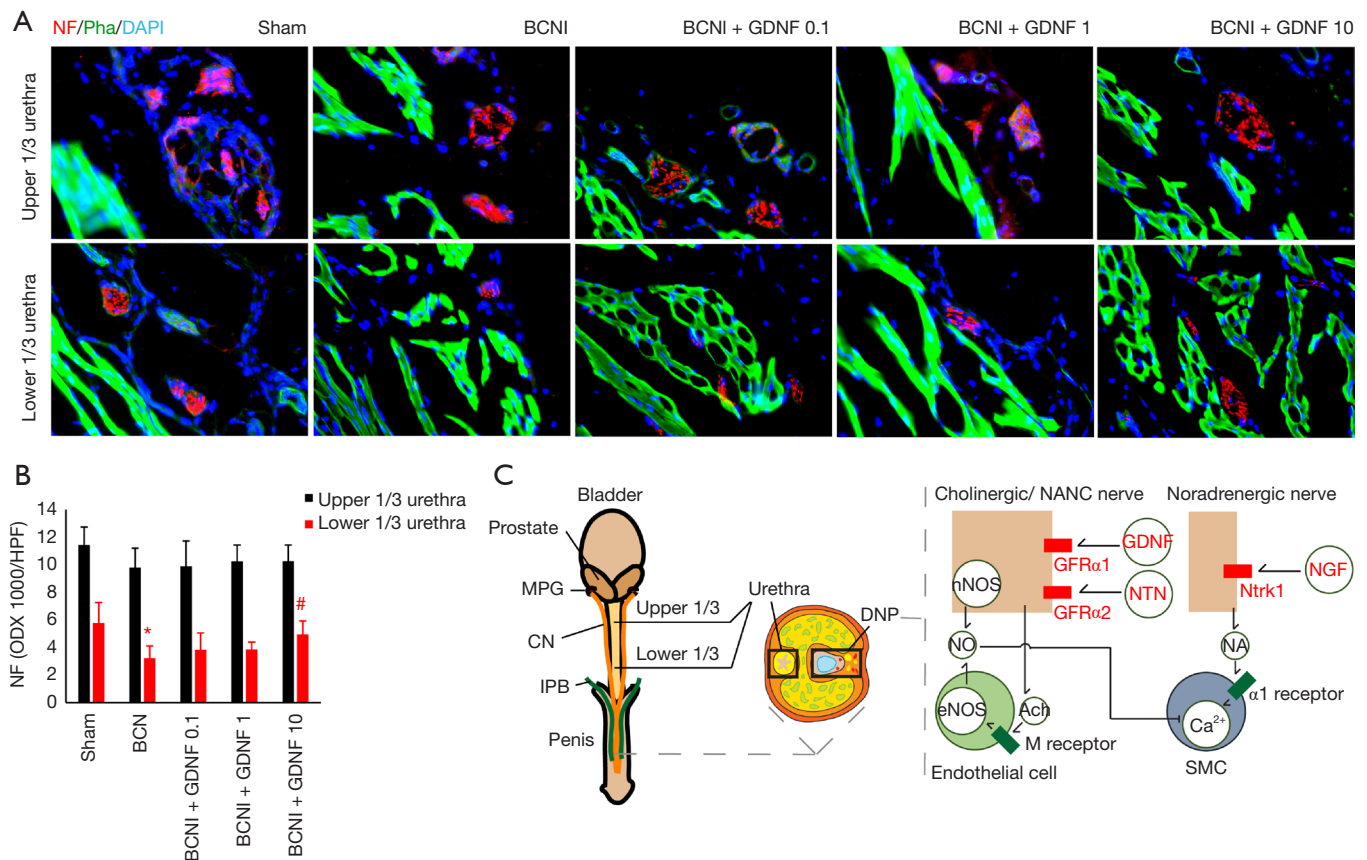 A
NF/Pha/DAPI
Sham
BCNI
BCNI + GDNF 0.1
BCNI + GDNF 1
BCNI + GDNF 10
Upper 1/3 urethra
Lower 1/3 urethra
B
Upper 1/3 urethra
Lower 1/3 urethra
NF (ODX 1000/HPF)
14
12
10
8
6
4
2
0
*
#
Sham
BCN
BCNI + GDNF 0.1
BCNI + GDNF 1
BCNI + GDNF 10
C
Bladder
Prostate
MPG
CN
IPB
Penis
Upper 1/3
Lower 1/3
Urethra
DNP
Cholinergic/ NANC nerve
nNOS
GDNF
GFRα1
NTN
GFRα2
NO
eNOS
Ach
M receptor
Endothelial cell
Noradrenergic nerve
NGF
Ntrk1
NA
α1 receptor
Ca²⁺
SMC